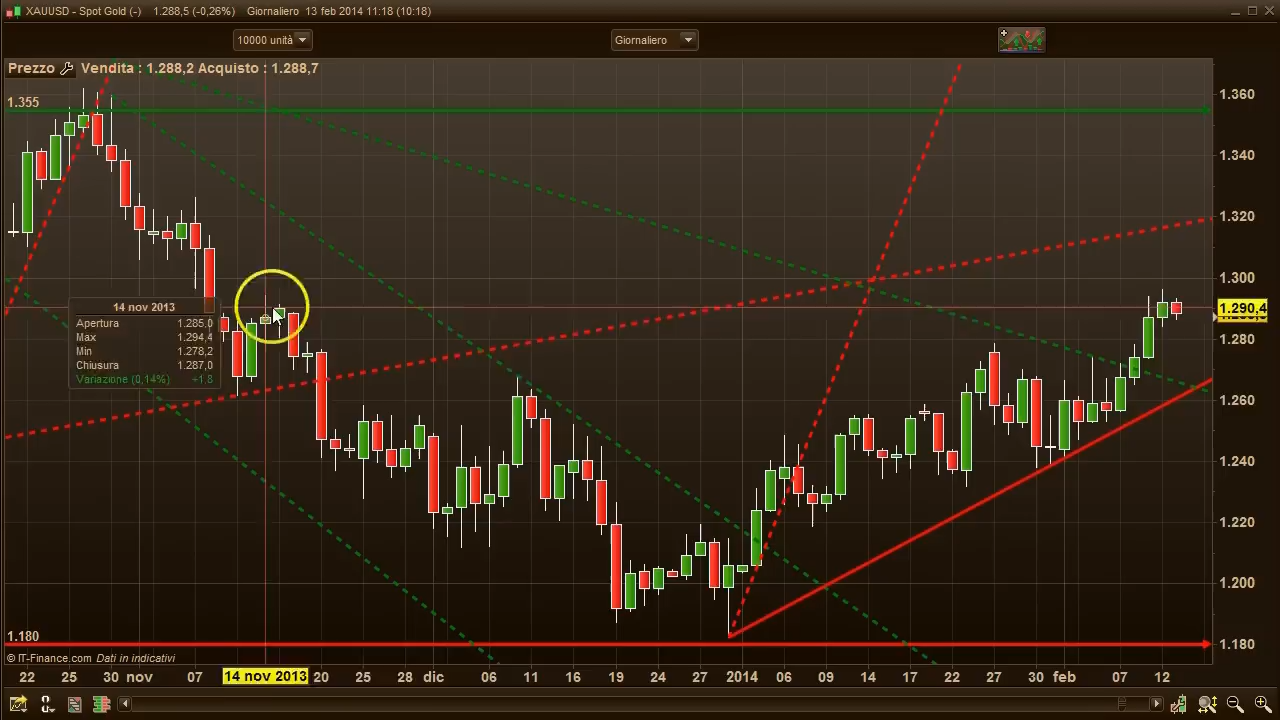 XAUUSD - Spot Gold (-) 1.288,5 (-0,26%) Giornaliero 13 feb 2014 11:18 (10:18)
10000 unità Giornaliero
Prezzo Vendita : 1.288,2 Acquisto : 1.288,7
1.355
1.360
1.340
1.320
1.300
1.290,4
1.280
1.260
1.240
1.220
1.200
1.180
14 nov 2013
Apertura 1.285,0
Max 1.294,4
Min 1.278,2
Chiusura 1.287,0
Variazione (0,14%) +1,8
1.180
© IT-Finance.com Dati in indicativi
22 25 30 nov 07 14 nov 2013 20 25 28 dic 06 11 16 19 24 27 2014 06 09 14 17 22 27 30 feb 07 12